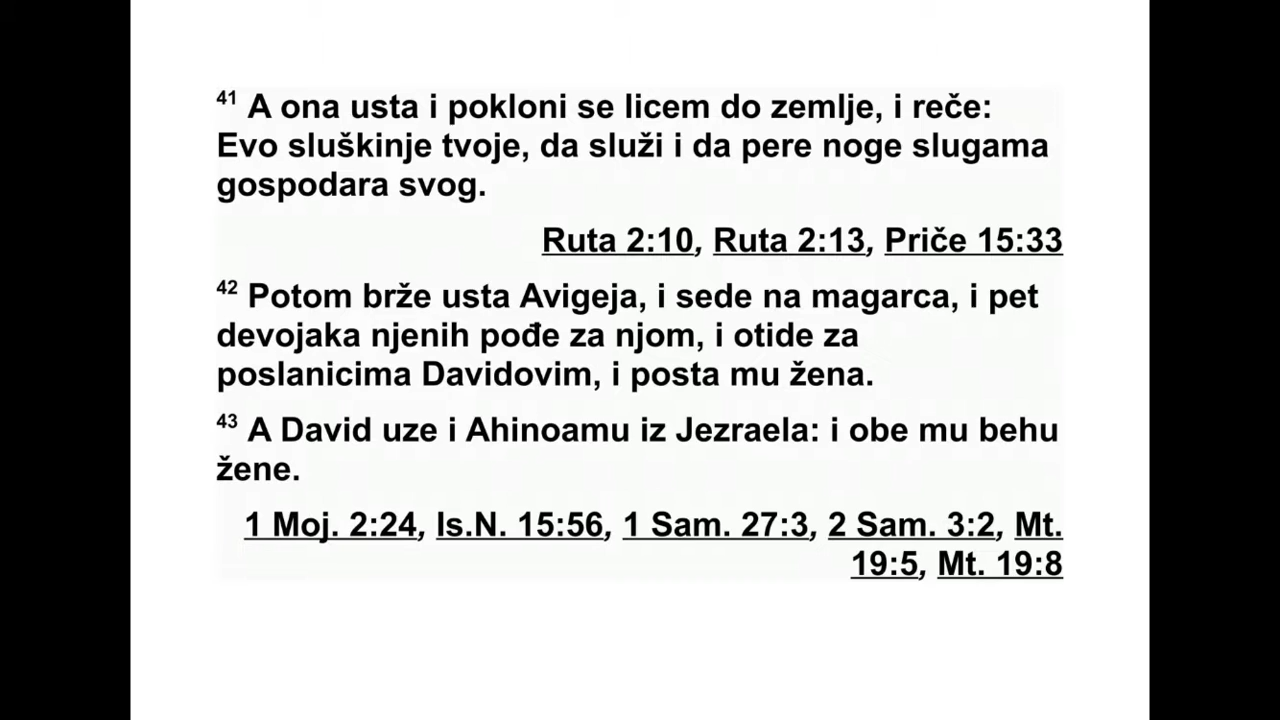 41 A ona usta i pokloni se licem do zemlje, i reče:
Evo sluškinje tvoje, da služi i da pere noge slugama
gospodara svog.
Ruta 2:10, Ruta 2:13, Priče 15:33
42 Potom brže usta Avigeja, i sede na magarca, i pet
devojaka njenih pođe za njom, i otide za
poslanicima Davidovim, i posta mu žena.
43 A David uze i Ahinoamu iz Jezraela: i obe mu behu
žene.
1 Moj. 2:24, Is.N. 15:56, 1 Sam. 27:3, 2 Sam. 3:2, Mt.
19:5, Mt. 19:8